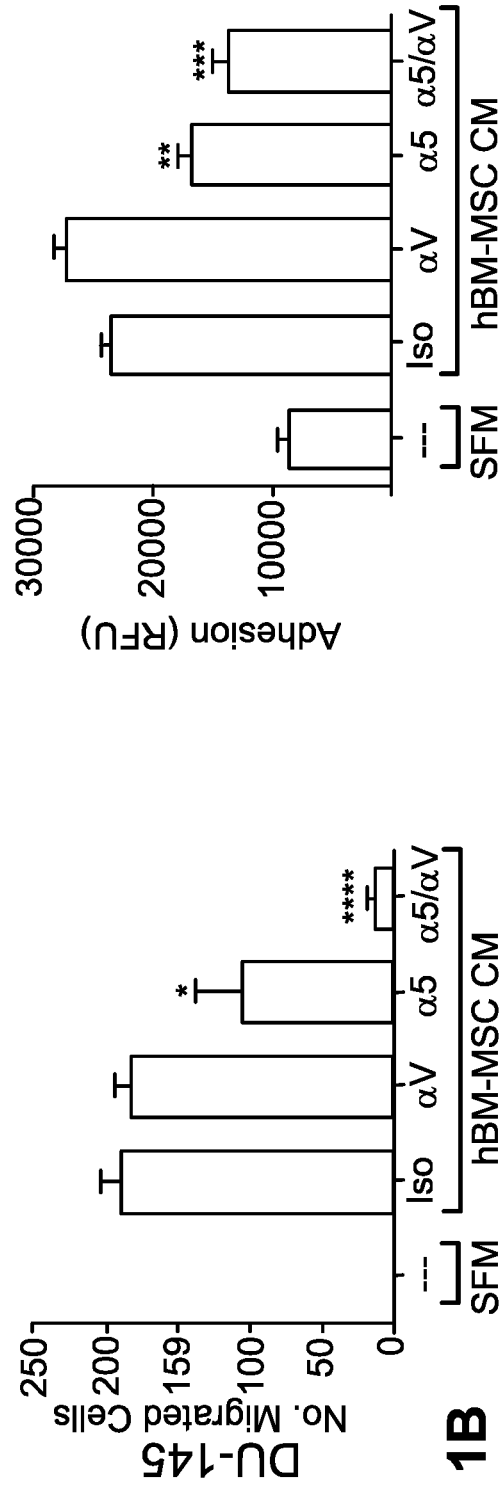 DU-145
No. Migrated Cells
250
200
159
100
50
0
****
*
--- Iso αV α5 α5/αV
SFM hBM-MSC CM
1B
Adhesion (RFU)
30000
20000
10000
***
**
--- Iso αV α5 α5/αV
SFM hBM-MSC CM